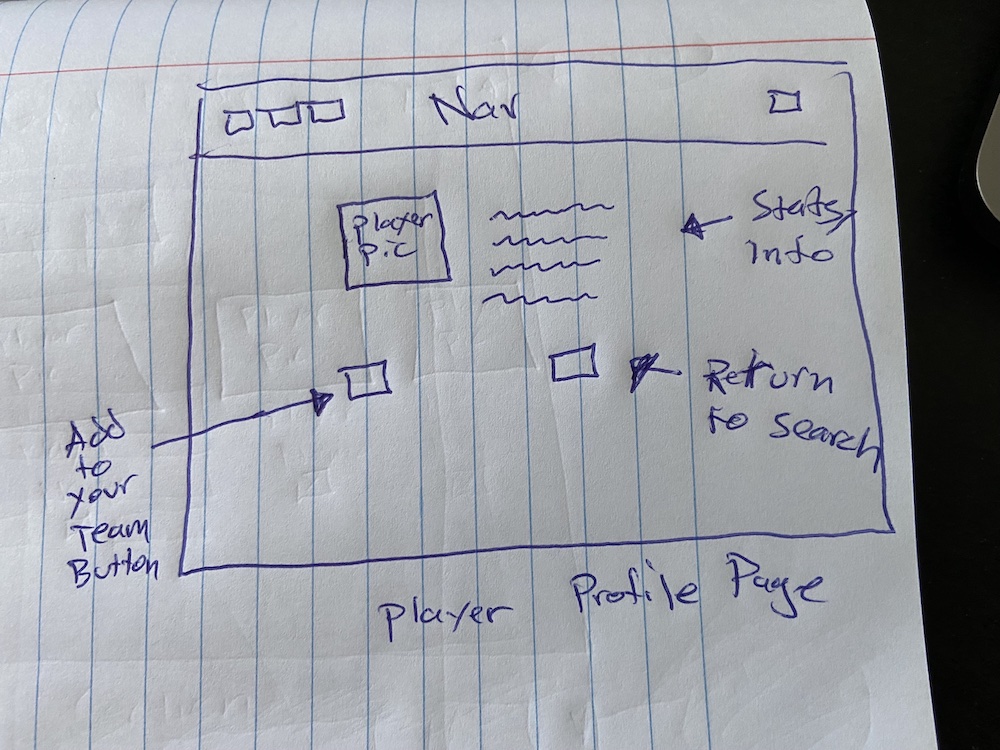 Nav
player
pic
Stats,
Info
Return
to search
Add
to
your
Team
Button
player Profile Page